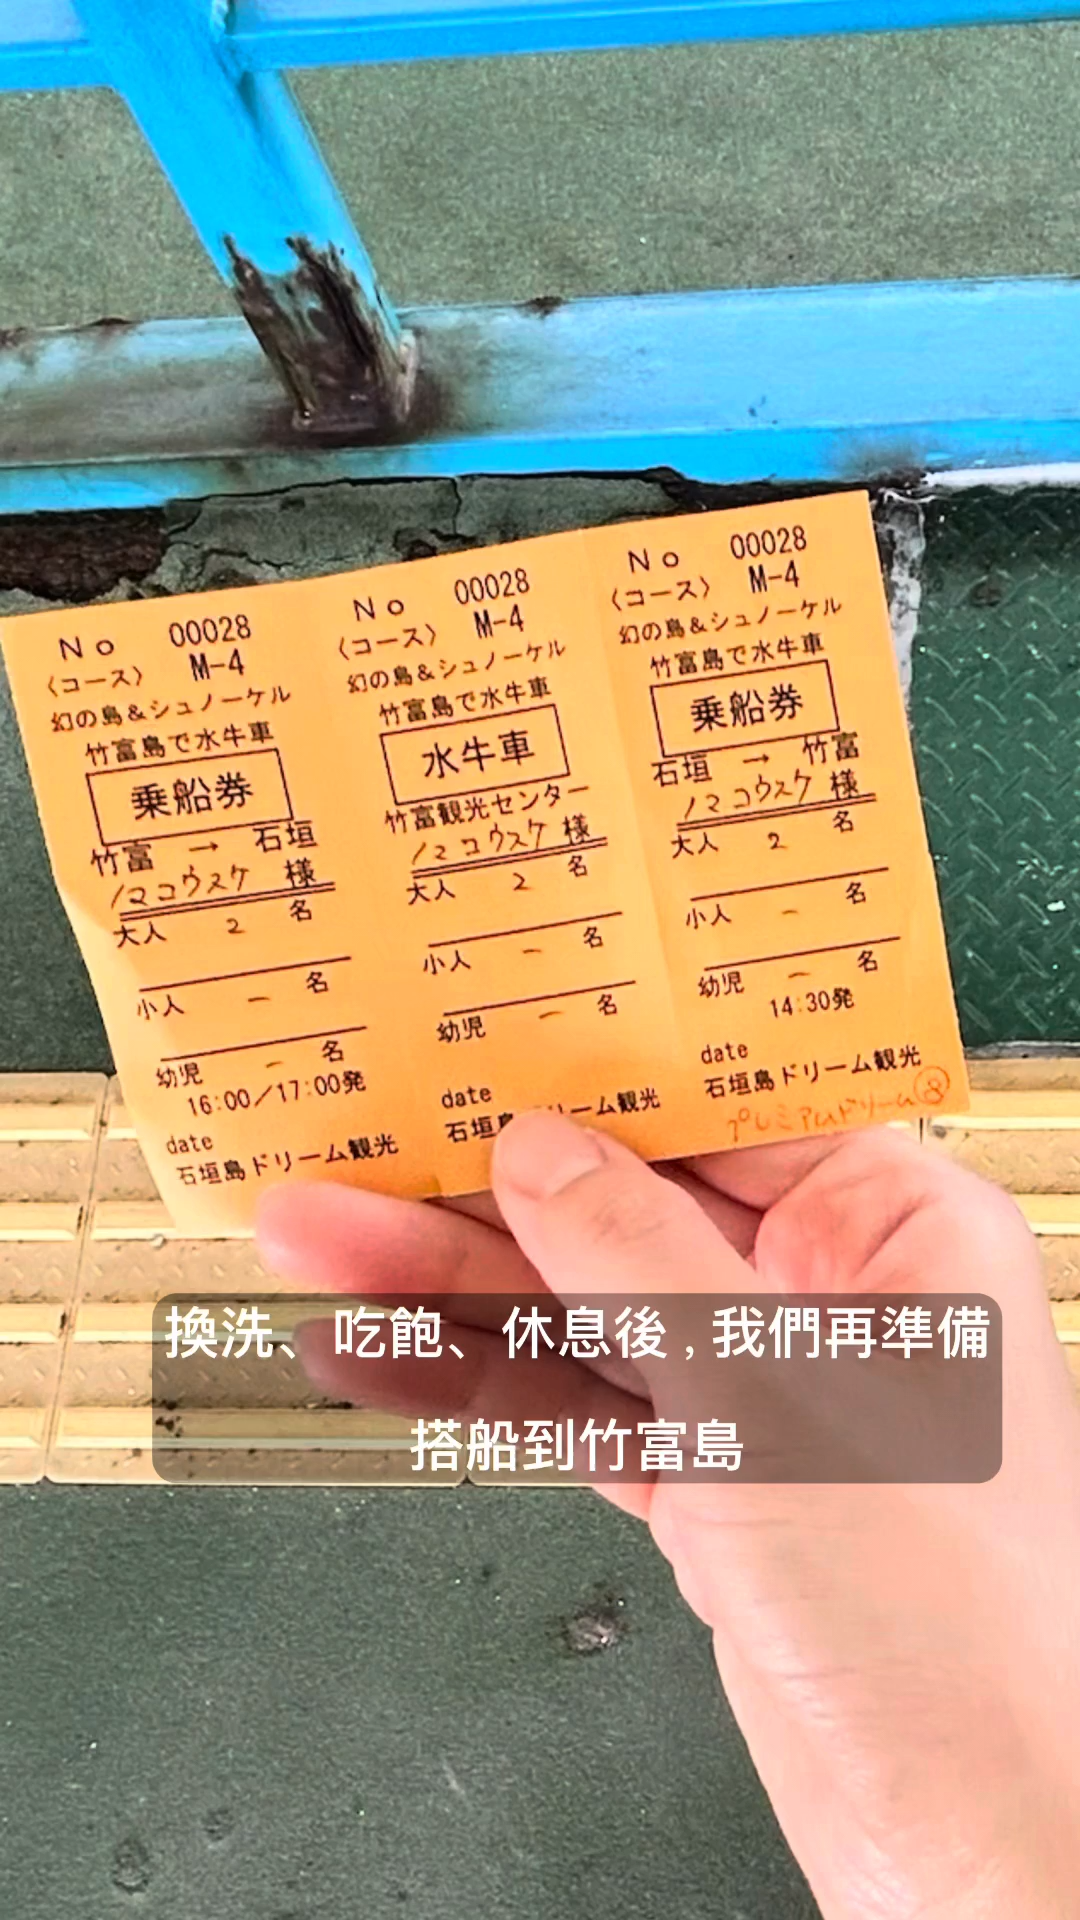 No 00028
〈コース〉 M-4
幻の島&シュノーケル
竹富島で水牛車
乗船券
竹富 → 石垣
ノマコウスケ 様
大人 2 名
小人 ー 名
幼児 ー 名
16:00/17:00発
date
石垣島ドリーム観光
No 00028
〈コース〉 M-4
幻の島&シュノーケル
竹富島で水牛車
水牛車
竹富観光センター
ノマコウスケ 様
大人 2 名
小人 ー 名
幼児 ー 名
date
石垣島ドリーム観光
No 00028
〈コース〉 M-4
幻の島&シュノーケル
竹富島で水牛車
乗船券
石垣 → 竹富
ノマコウスケ 様
大人 2 名
小人 ー 名
幼児 ー 名
14:30発
date
石垣島ドリーム観光
プレミアムドリーム⑧
換洗、吃飽、休息後,我們再準備
搭船到竹富島